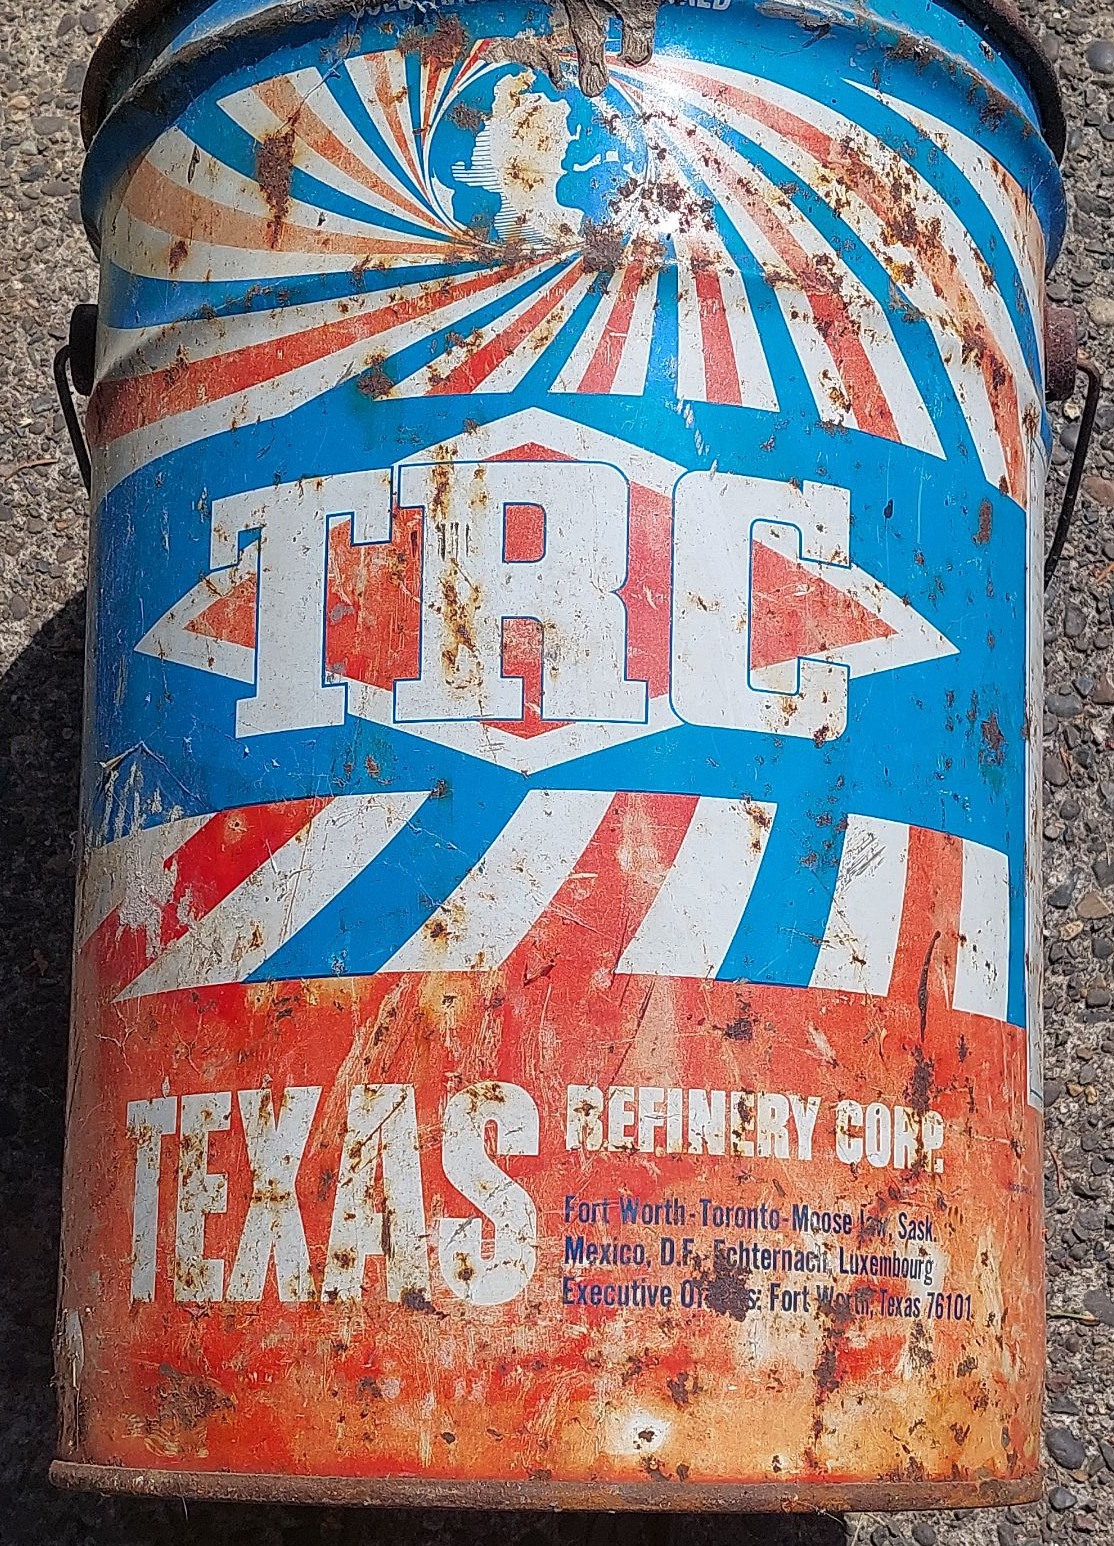 TRC
TEXAS
REFINERY CORP.
Fort Worth-Toronto-Moose Jaw, Sask.
Mexico, D.F., Echternach, Luxembourg
Executive Offices: Fort Worth, Texas 76101